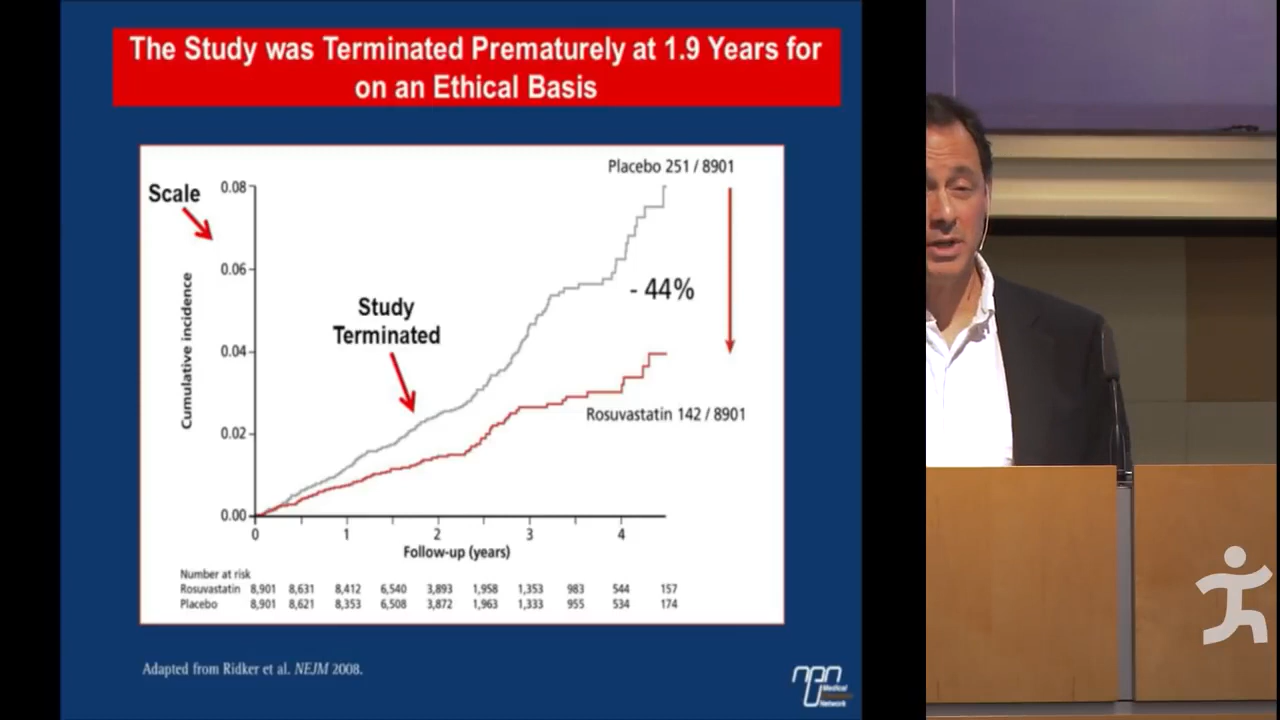 The Study was Terminated Prematurely at 1.9 Years for
on an Ethical Basis
Placebo 251 / 8901
Scale
0.08
0.06
0.04
0.02
0.00
Cumulative incidence
Study
Terminated
- 44%
Rosuvastatin 142 / 8901
0 1 2 3 4
Follow-up (years)
Number at risk
Rosuvastatin 8,901 8,631 8,412 6,540 3,893 1,958 1,353 983 544 157
Placebo 8,901 8,621 8,353 6,508 3,872 1,963 1,333 955 534 174
Adapted from Ridker et al. NEJM 2008.
Medical
Network